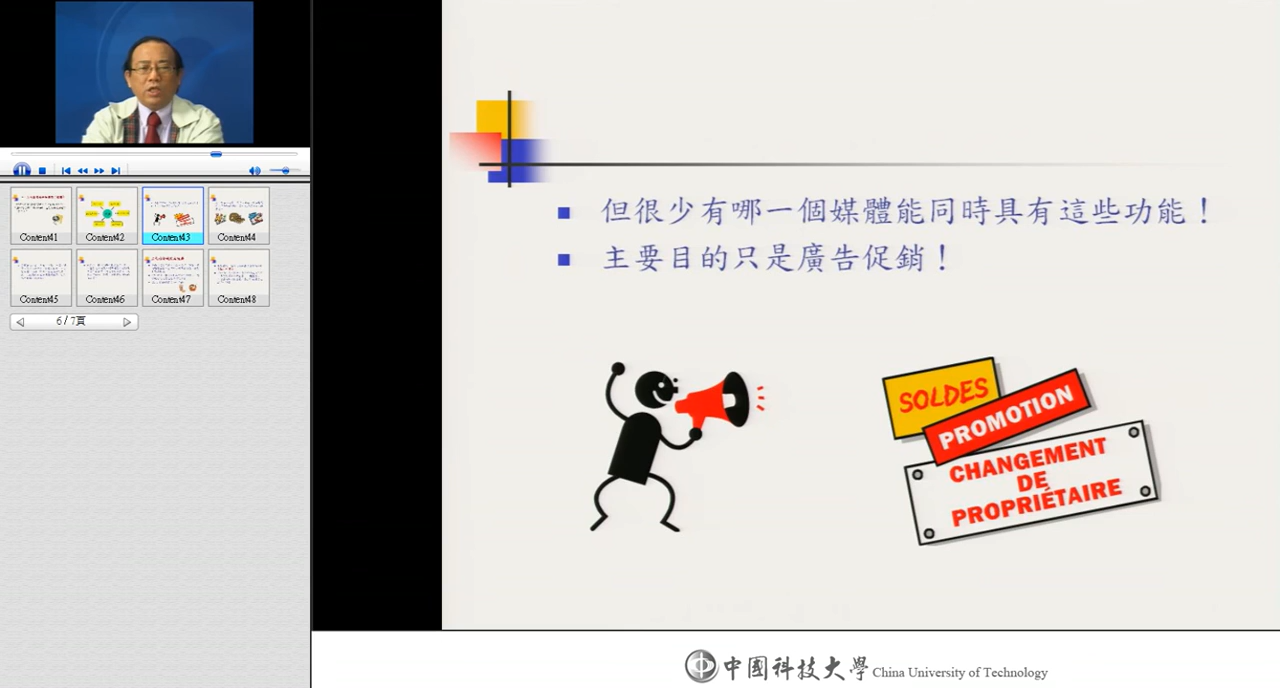 但很少有哪一個媒體能同時具有這些功能！
主要目的只是廣告促銷！
SOLDES
PROMOTION
CHANGEMENT
DE
PROPRIÉTAIRE
Content41
Content42
Content43
Content44
Content45
Content46
Content47
Content48
6 / 7頁
中國科技大學 China University of Technology